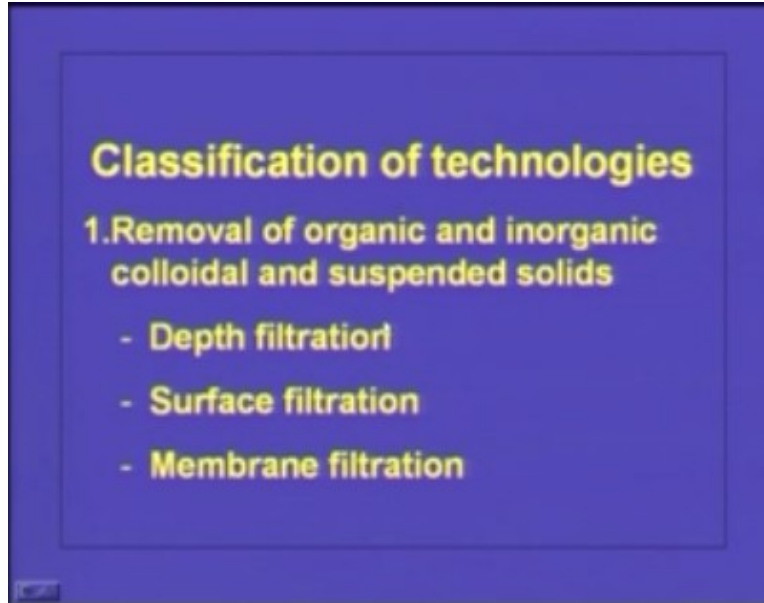 Classification of technologies
1.Removal of organic and inorganic
colloidal and suspended solids
- Depth filtration
- Surface filtration
- Membrane filtration